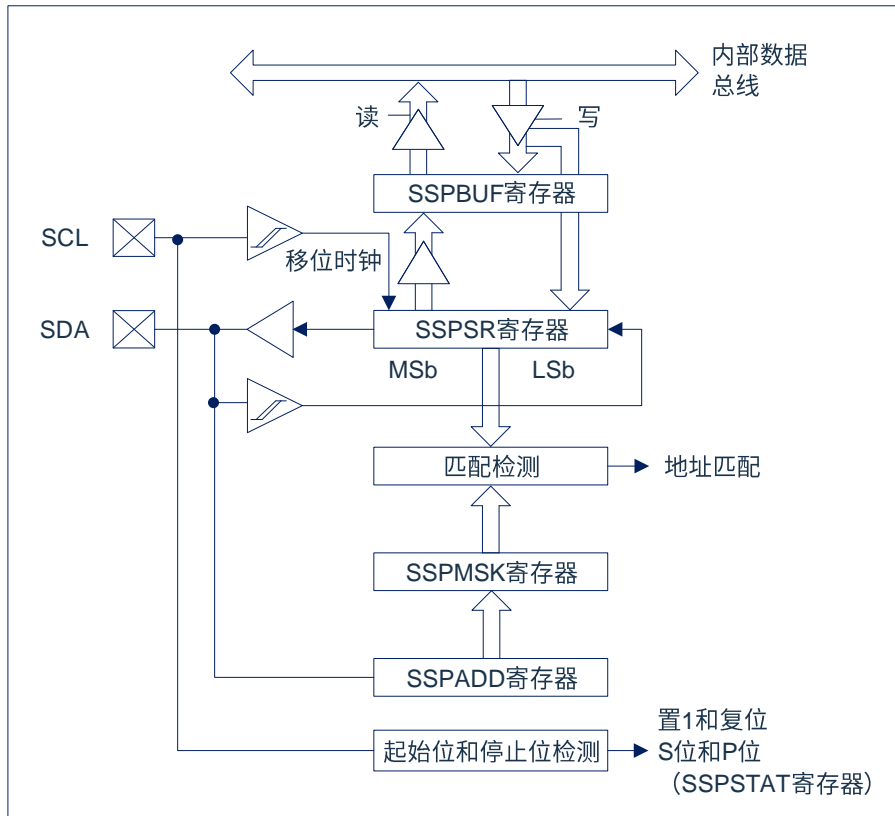 内部数据
总线
读
写
SSPBUF寄存器
SCL
移位时钟
SDA
SSPSR寄存器
MSb
LSb
匹配检测
地址匹配
SSPMSK寄存器
SSPADD寄存器
起始位和停止位检测
置1和复位
S位和P位
（SSPSTAT寄存器）